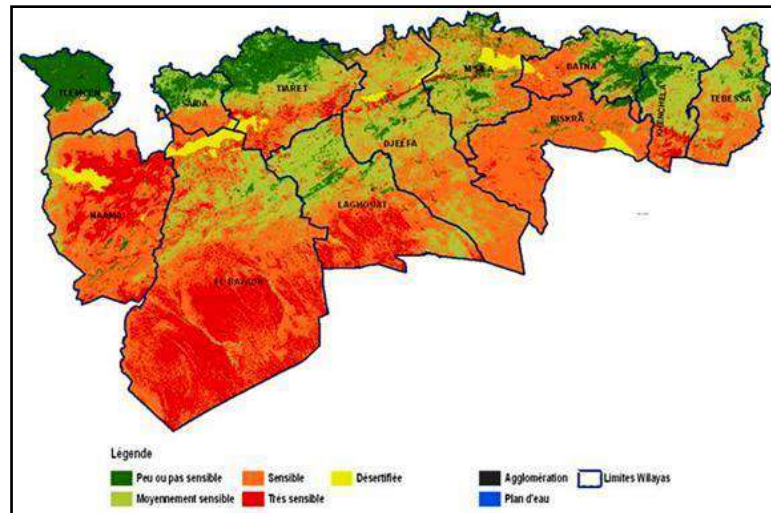 TLEMCEN
SAIDA
TIARET
M'SILA
BATNA
KHENCHELA
TEBESSA
BISKRA
DJELFA
NAAMA
LAGHOUAT
EL BAYADH
Légende
Peu ou pas sensible
Sensible
Désertifiée
Agglomération
Limites Wilayas
Moyennement sensible
Trés sensible
Plan d'eau